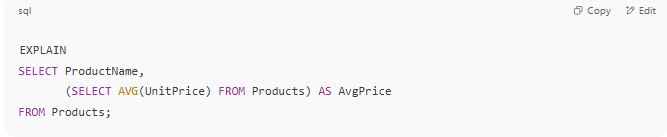 sql
Copy
Edit
EXPLAIN
SELECT ProductName,
(SELECT AVG(UnitPrice) FROM Products) AS AvgPrice
FROM Products;